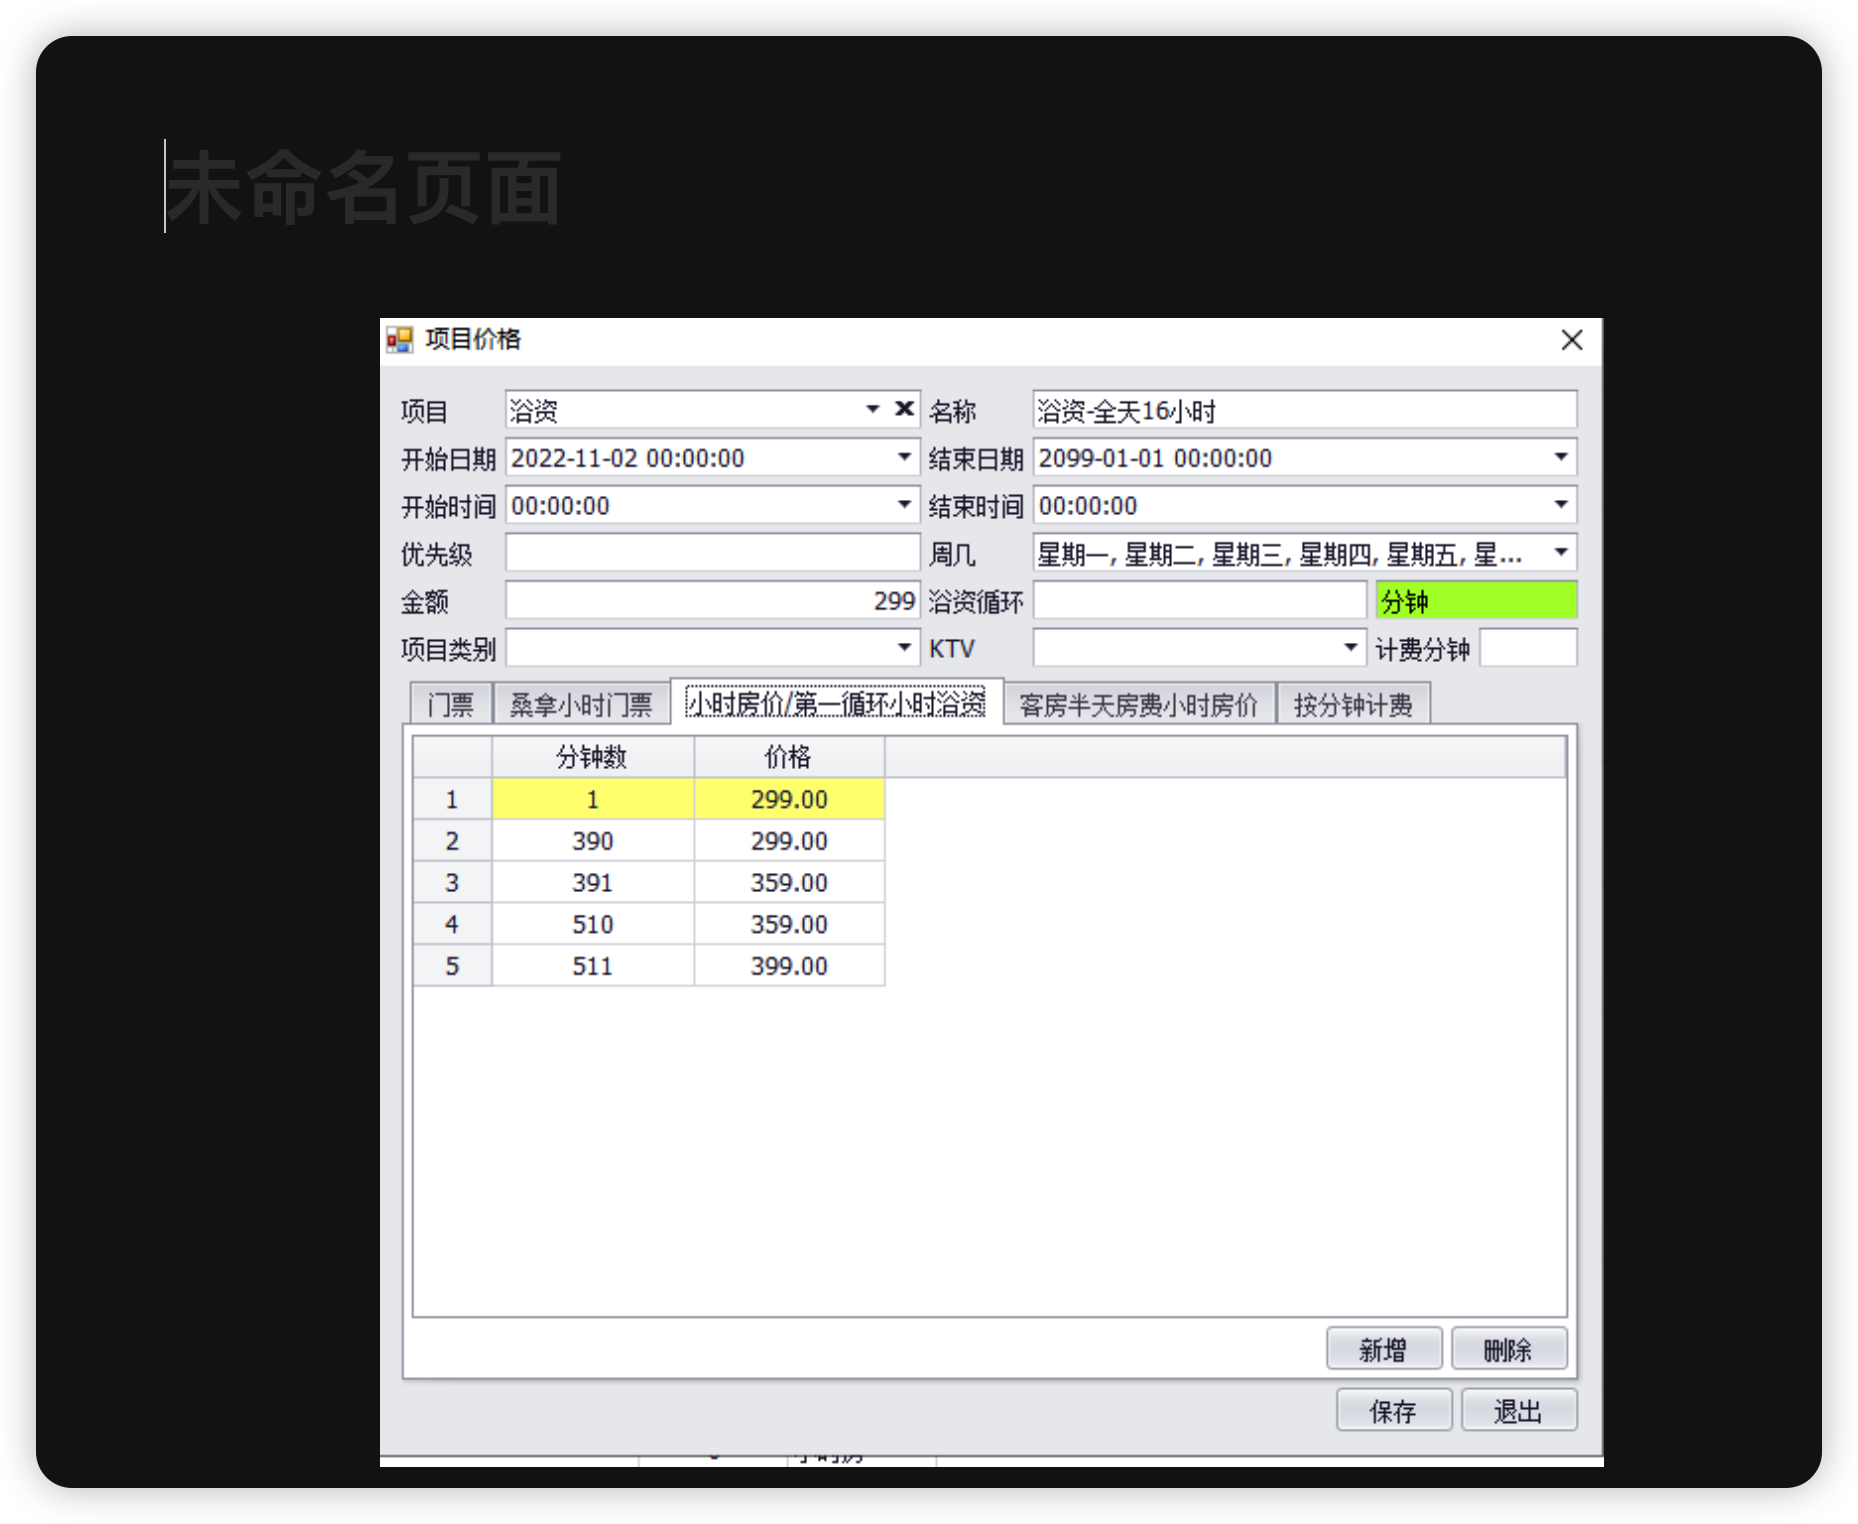 未命名页面
项目价格
项目 浴资 名称 浴资-全天16小时
开始日期 2022-11-02 00:00:00 结束日期 2099-01-01 00:00:00
开始时间 00:00:00 结束时间 00:00:00
优先级 周几 星期一, 星期二, 星期三, 星期四, 星期五, 星...
金额 299 浴资循环 分钟
项目类别 KTV 计费分钟
门票 桑拿小时门票 小时房价/第一循环小时浴资 客房半天房费小时房价 按分钟计费
分钟数 价格
1 1 299.00
2 390 299.00
3 391 359.00
4 510 359.00
5 511 399.00
新增 删除
保存 退出